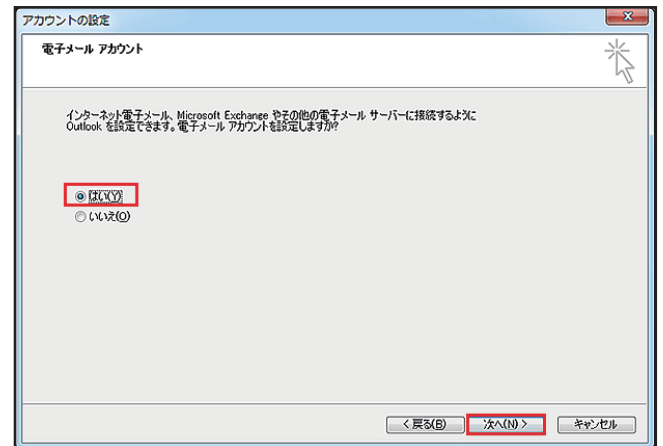 アカウントの設定
電子メール アカウント
インターネット電子メール、Microsoft Exchange やその他の電子メール サーバーに接続するように
Outlook を設定できます。電子メール アカウントを設定しますか?
はい(Y)
いいえ(O)
< 戻る(B)
次へ(N) >
キャンセル